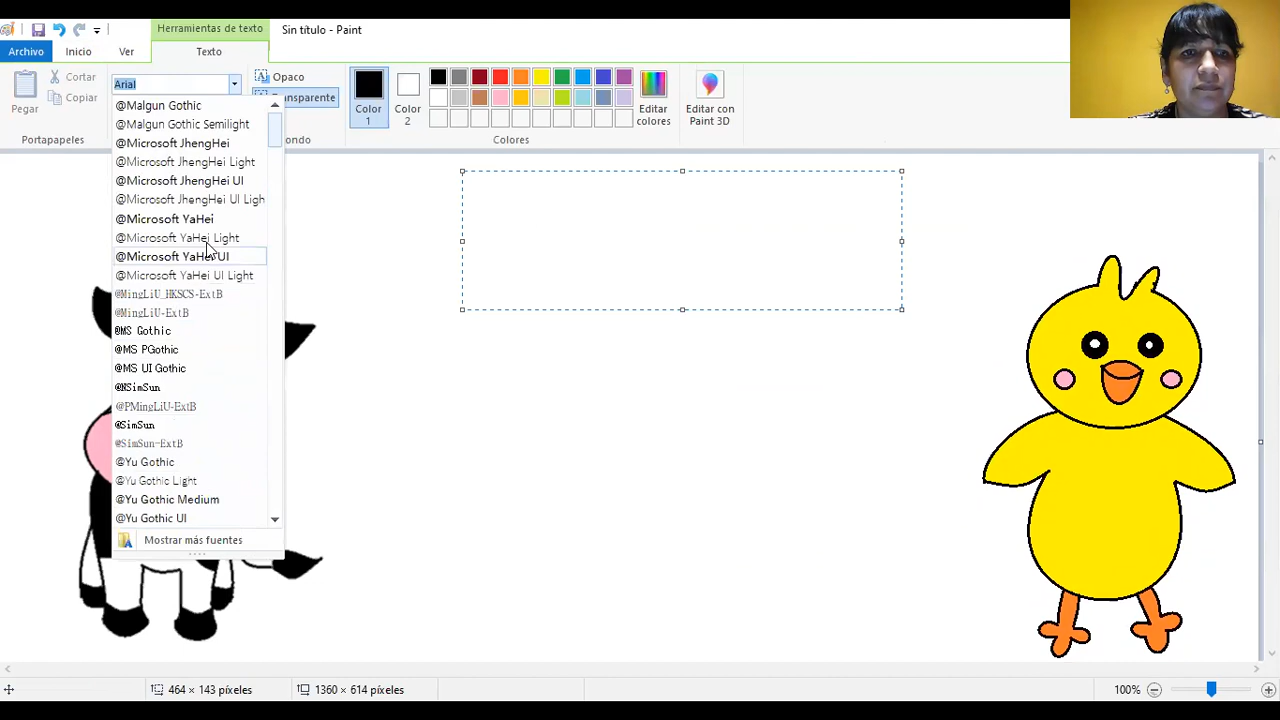 Herramientas de texto
Sin título - Paint
Archivo
Inicio
Ver
Texto
Pegar
Cortar
Copiar
Portapapeles
Arial
Opaco
Transparente
Color 1
Color 2
Editar colores
Editar con Paint 3D
Colores
@Malgun Gothic
@Malgun Gothic Semilight
@Microsoft JhengHei
@Microsoft JhengHei Light
@Microsoft JhengHei UI
@Microsoft JhengHei UI Ligh
@Microsoft YaHei
@Microsoft YaHei Light
@Microsoft YaHei UI
@Microsoft YaHei UI Light
@MingLiU_HKSCS-ExtB
@MingLiU-ExtB
@MS Gothic
@MS PGothic
@MS UI Gothic
@NSimSun
@PMingLiU-ExtB
@SimSun
@SimSun-ExtB
@Yu Gothic
@Yu Gothic Light
@Yu Gothic Medium
@Yu Gothic UI
Mostrar más fuentes
464 × 143 píxeles
1360 × 614 píxeles
100%